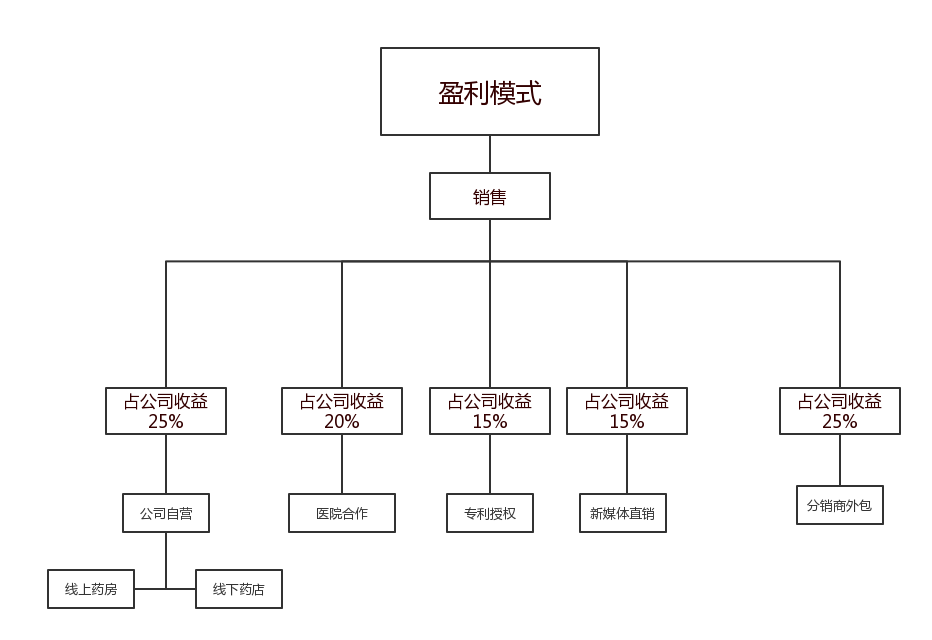 盈利模式
销售
占公司收益
25%
占公司收益
20%
占公司收益
15%
占公司收益
15%
占公司收益
25%
公司自营
医院合作
专利授权
新媒体直销
分销商外包
线上药房
线下药店